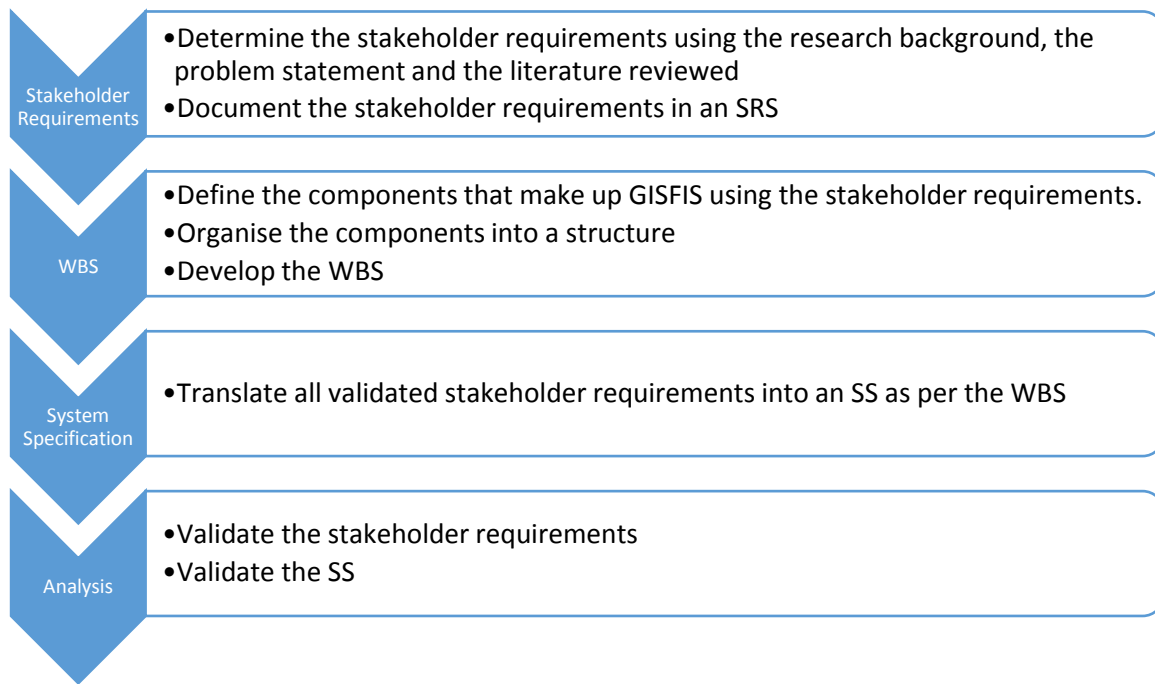 Stakeholder
Requirements
•Determine the stakeholder requirements using the research background, the
problem statement and the literature reviewed
•Document the stakeholder requirements in an SRS
WBS
•Define the components that make up GISFIS using the stakeholder requirements.
•Organise the components into a structure
•Develop the WBS
System
Specification
•Translate all validated stakeholder requirements into an SS as per the WBS
Analysis
•Validate the stakeholder requirements
•Validate the SS